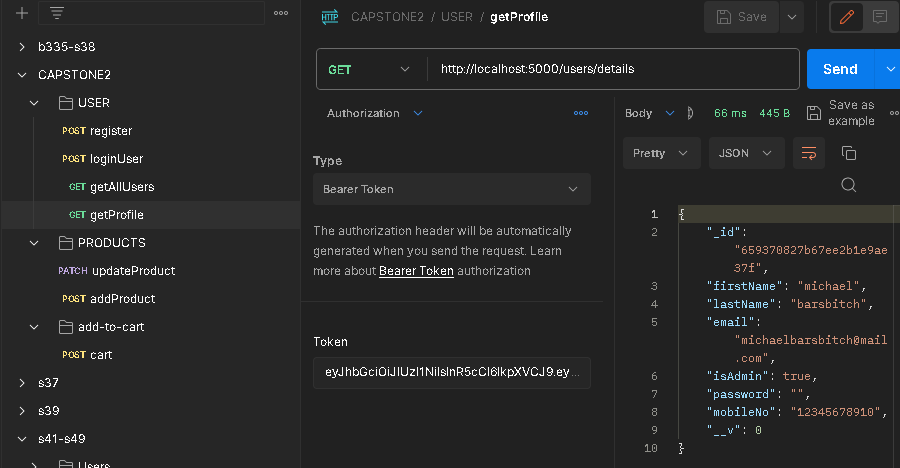 b335-s38
CAPSTONE2
USER
POST register
POST loginUser
GET getAllUsers
GET getProfile
PRODUCTS
PATCH updateProduct
POST addProduct
add-to-cart
POST cart
s37
s39
s41-s49
Users
HTTP CAPSTONE2 / USER / getProfile
Save
GET http://localhost:5000/users/details
Send
Authorization
Type
Bearer Token
The authorization header will be automatically
generated when you send the request. Learn
more about Bearer Token authorization
Token
eyJhbGciOiJIUzI1NiIsInR5cCI6IkpXVCJ9.ey...
Body 66 ms 445 B Save as
example
Pretty JSON
1 {
2 "_id":
"659370827b67ee2b1e9ae
37f",
3 "firstName": "michael",
4 "lastName": "barsbitch",
5 "email":
"michaelbarsbitch@mail
.com",
6 "isAdmin": true,
7 "password": "",
8 "mobileNo": "12345678910",
9 "__v": 0
10 }